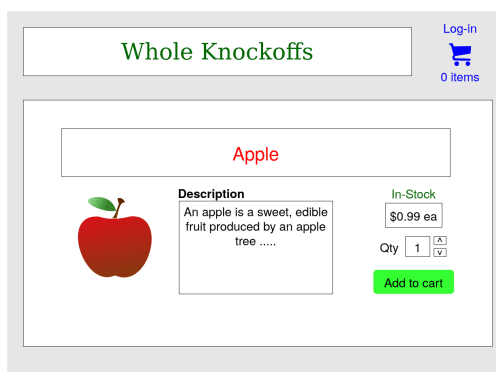 Log-in
Whole Knockoffs
0 items
Apple
Description
In-Stock
An apple is a sweet, edible
fruit produced by an apple
tree .....
$0.99 ea
Qty 1
Add to cart